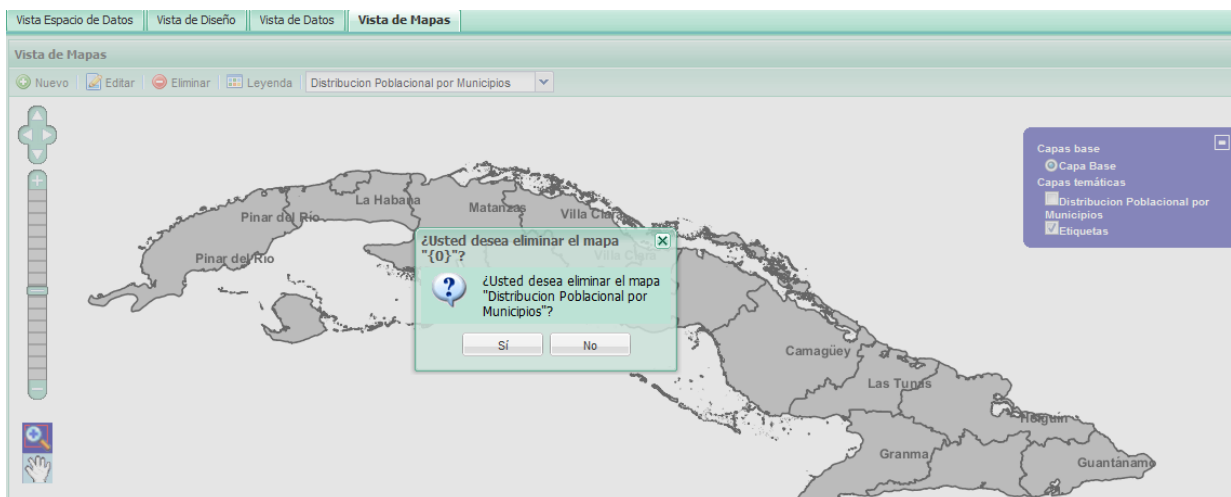 Vista Espacio de Datos
Vista de Diseño
Vista de Datos
Vista de Mapas
Vista de Mapas
Nuevo
Editar
Eliminar
Leyenda
Distribucion Poblacional por Municipios
Capas base
Capa Base
Capas temáticas
Distribucion Poblacional por
Municipios
Etiquetas
La Habana
Matanzas
Villa Clara
Pinar del Río
Pinar del Río
Villa Clara
¿Usted desea eliminar el mapa
"{0}"?
¿Usted desea eliminar el mapa
"Distribucion Poblacional por
Municipios"?
Sí
No
Camagüey
Las Tunas
Holguín
Granma
Guantánamo